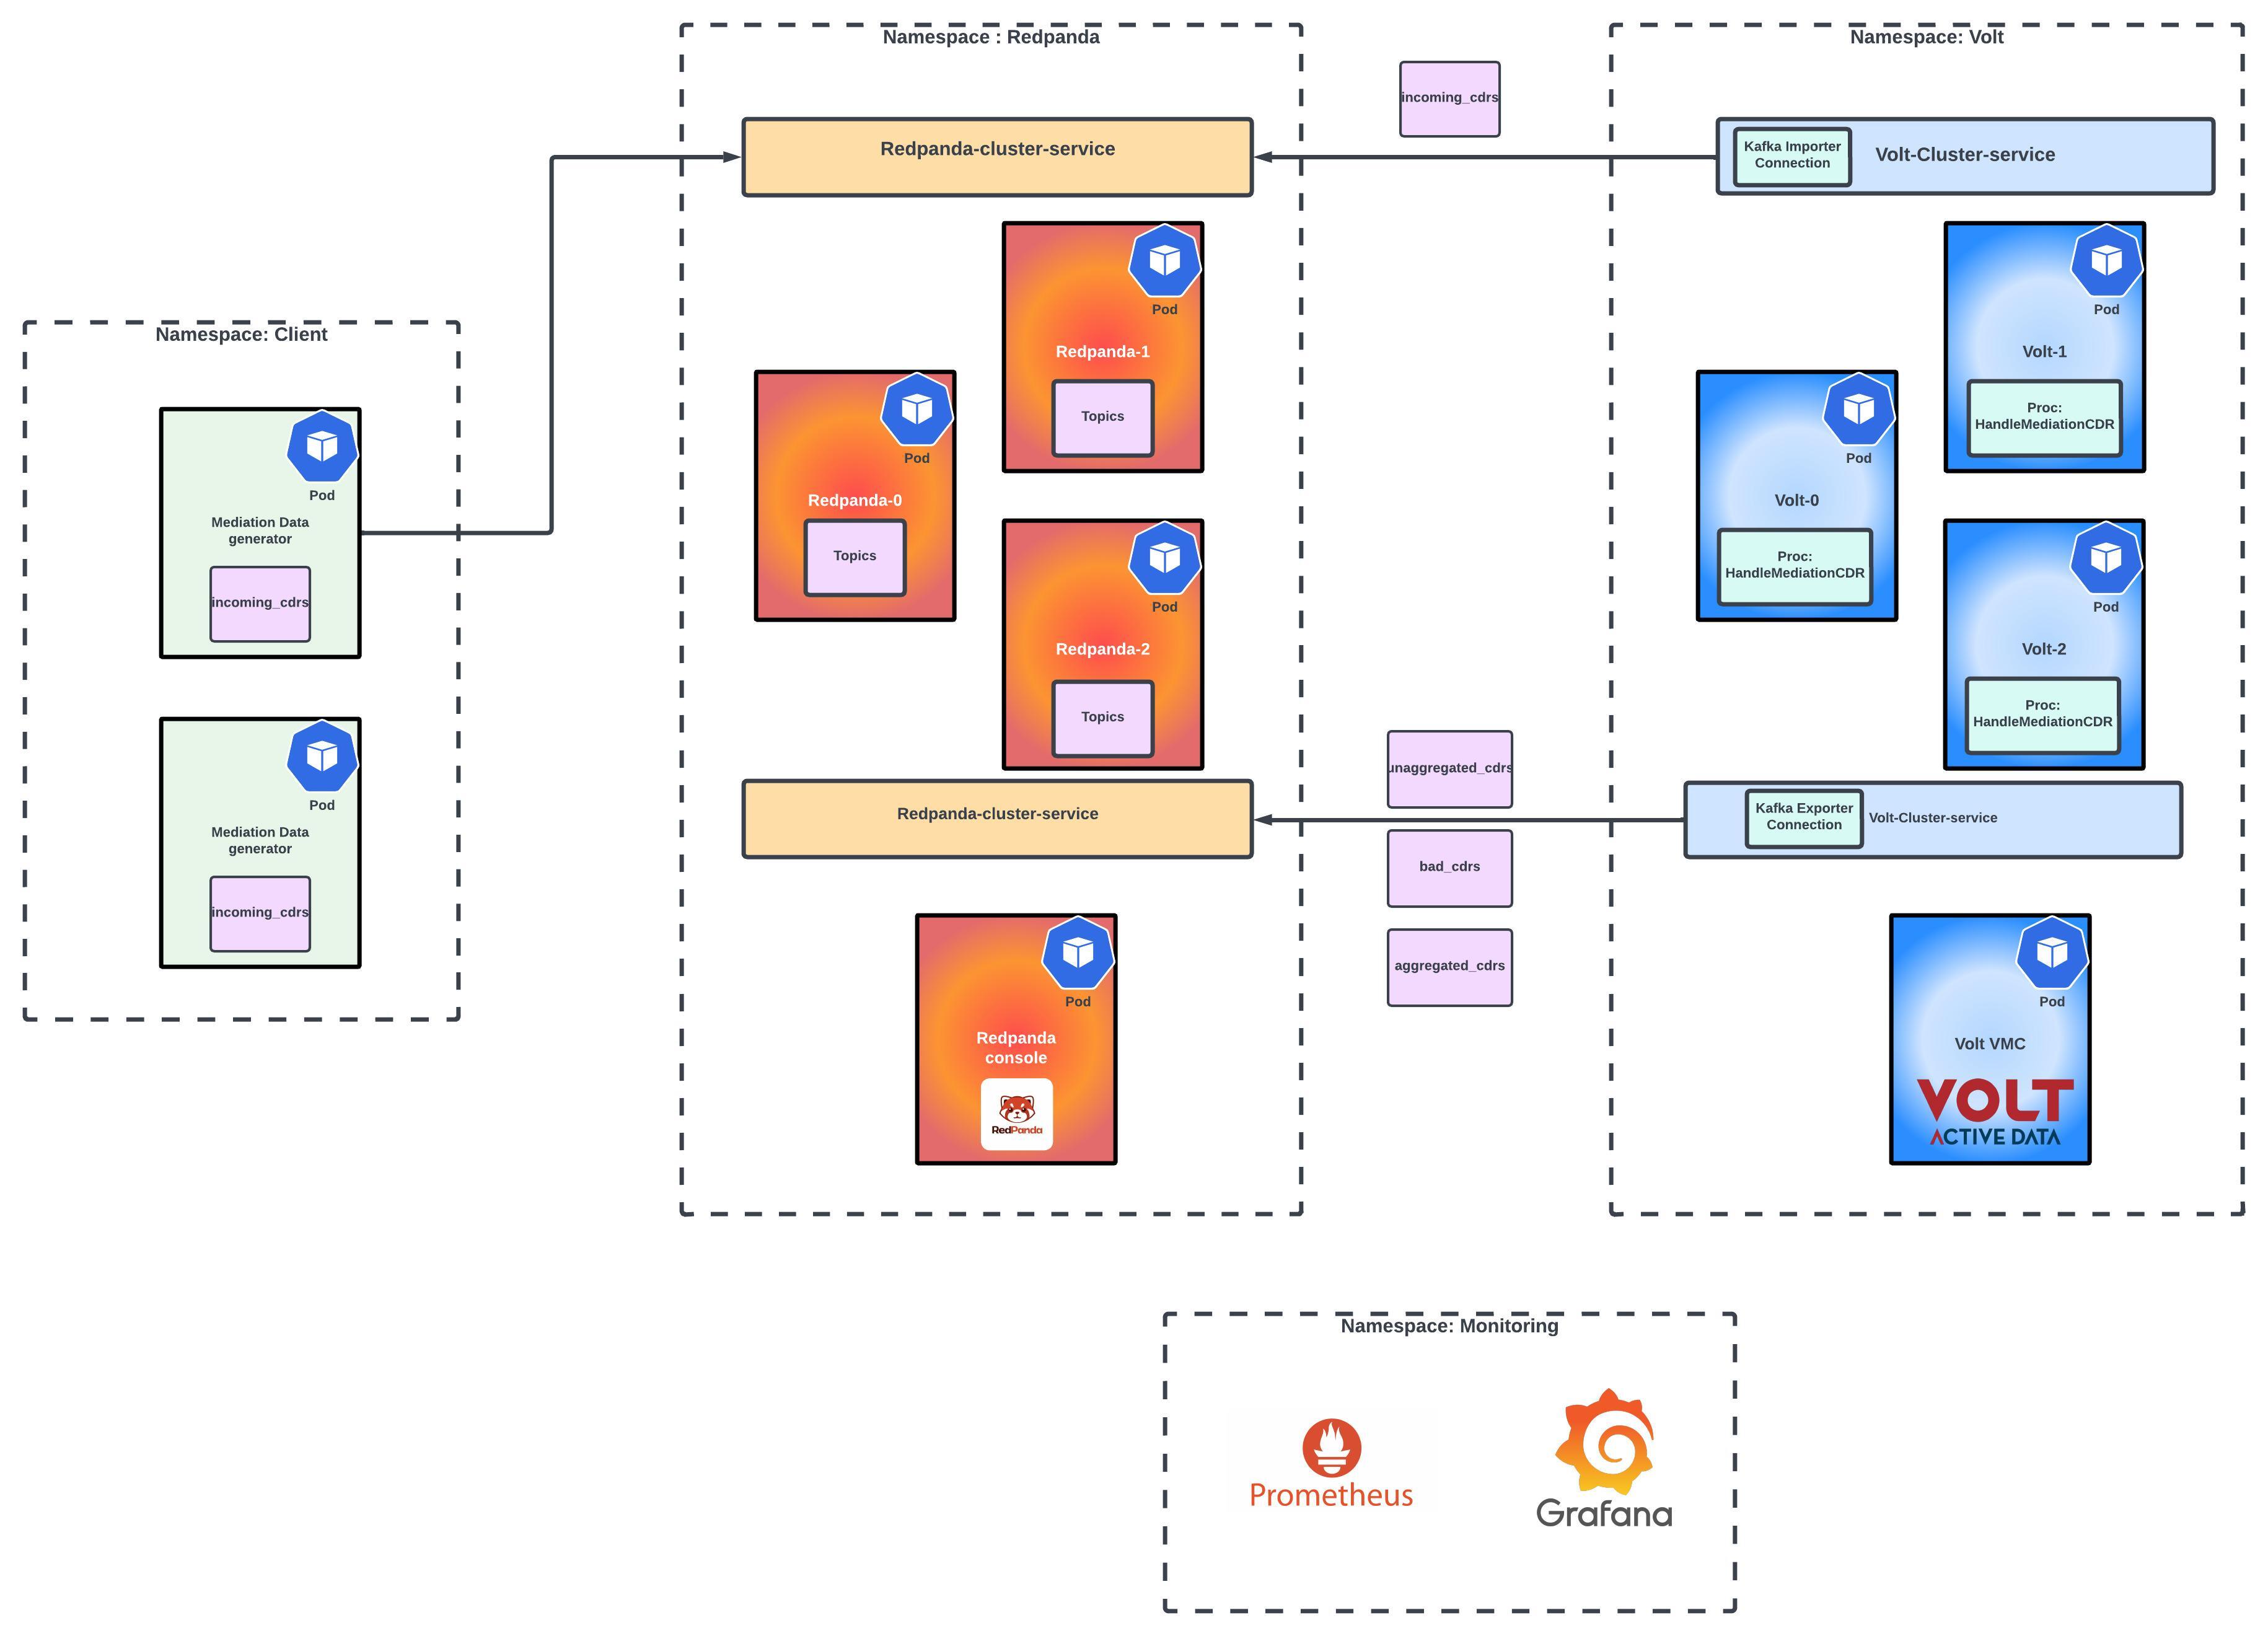 Namespace: Client
Pod
Mediation Data
generator
incoming_cdrs
Pod
Mediation Data
generator
incoming_cdrs
Namespace : Redpanda
Redpanda-cluster-service
Pod
Redpanda-1
Topics
Pod
Redpanda-0
Topics
Pod
Redpanda-2
Topics
Redpanda-cluster-service
Pod
Redpanda
console
RedPanda
incoming_cdrs
unaggregated_cdrs
bad_cdrs
aggregated_cdrs
Namespace: Volt
Kafka Importer
Connection
Volt-Cluster-service
Pod
Volt-1
Proc:
HandleMediationCDR
Pod
Volt-0
Proc:
HandleMediationCDR
Pod
Volt-2
Proc:
HandleMediationCDR
Kafka Exporter
Connection
Volt-Cluster-service
Pod
Volt VMC
VOLT
ACTIVE DATA
Namespace: Monitoring
Prometheus
Grafana